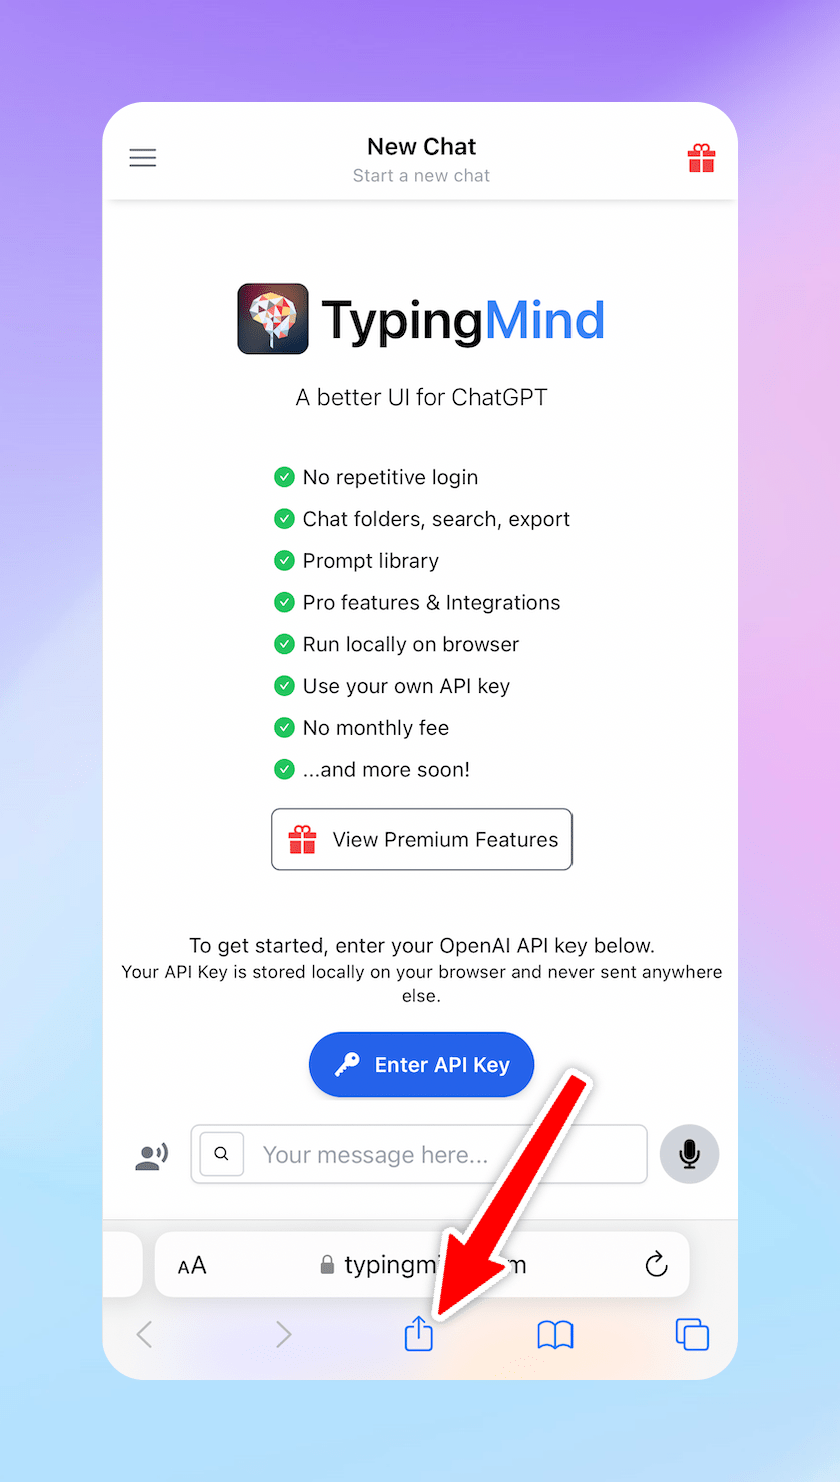 New Chat
Start a new chat
TypingMind
A better UI for ChatGPT
No repetitive login
Chat folders, search, export
Prompt library
Pro features & Integrations
Run locally on browser
Use your own API key
No monthly fee
...and more soon!
View Premium Features
To get started, enter your OpenAI API key below.
Your API Key is stored locally on your browser and never sent anywhere
else.
Enter API Key
Your message here...
AA